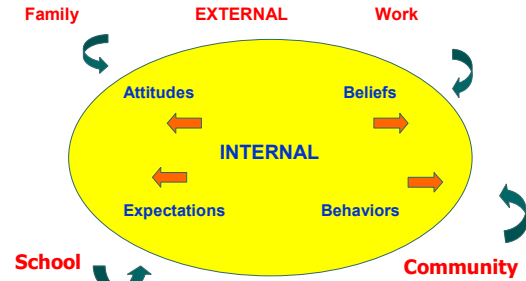 Family EXTERNAL Work
Attitudes Beliefs
INTERNAL
Expectations Behaviors
School Community